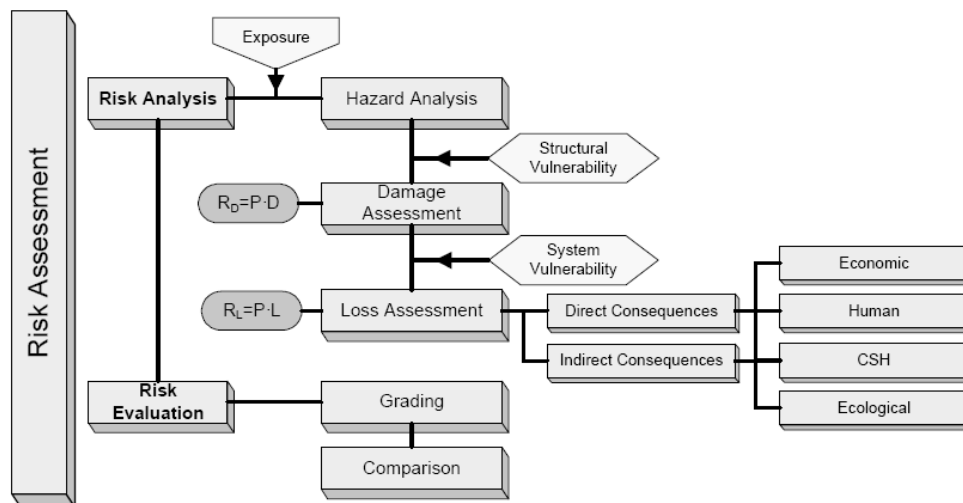 Risk Assessment
Exposure
Risk Analysis
Hazard Analysis
Structural
Vulnerability
R_D=P·D
Damage
Assessment
System
Vulnerability
R_L=P·L
Loss Assessment
Direct Consequences
Indirect Consequences
Economic
Human
CSH
Ecological
Risk
Evaluation
Grading
Comparison